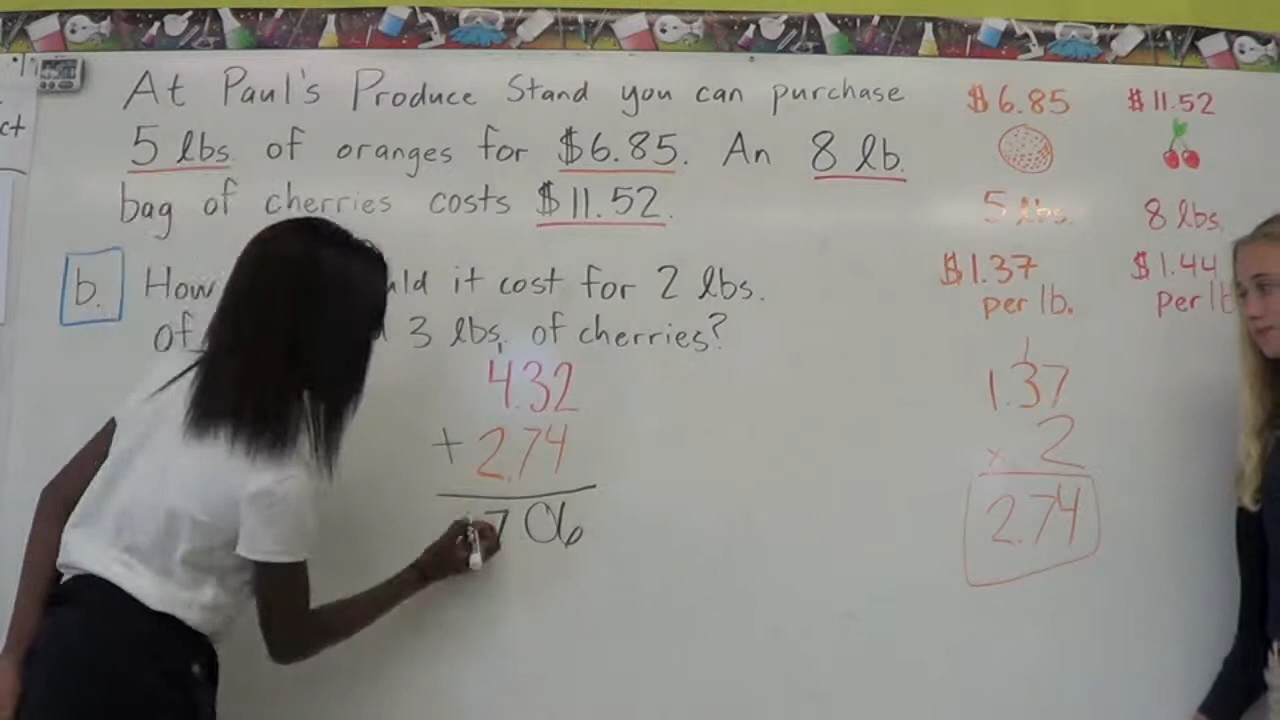 At Paul's Produce Stand you can purchase
5 lbs. of oranges for $6.85. An 8 lb.
bag of cherries costs $11.52.
b. How it cost for 2 lbs.
of 3 lbs. of cherries?
4.32
+ 2.74
7 06
$6.85
5 lbs.
$1.37
per lb.
1
1.37
x 2
2.74
$11.52
8 lbs.
$1.44
per
ct